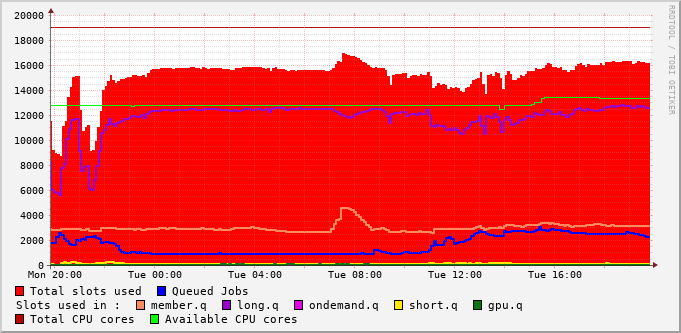 20000
18000
16000
14000
12000
10000
8000
6000
4000
2000
0
Mon 20:00 Tue 00:00 Tue 04:00 Tue 08:00 Tue 12:00 Tue 16:00
RRDTOOL / TOBI OETIKER
Total slots used Queued Jobs
Slots used in : member.q long.q ondemand.q short.q gpu.q
Total CPU cores Available CPU cores